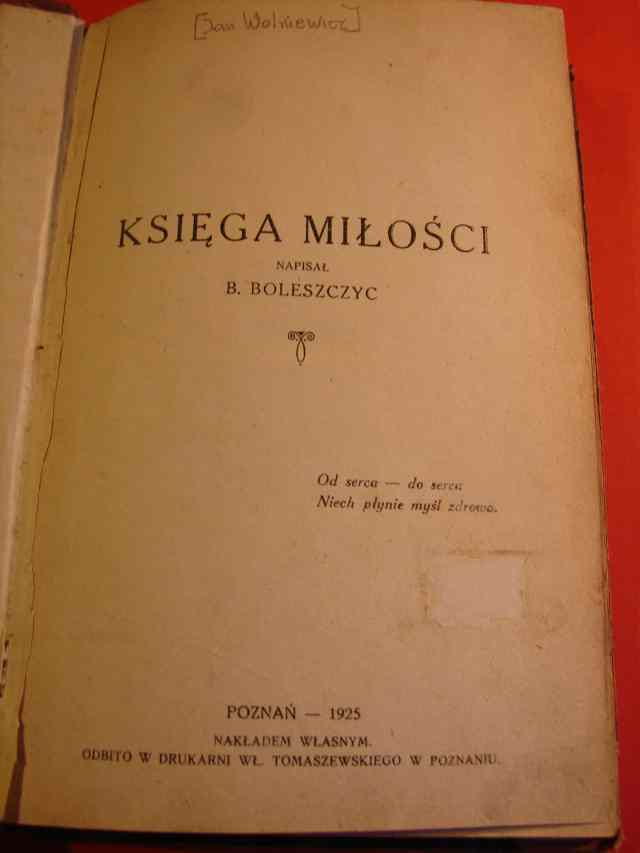 [Jan Wolniewicz]
KSIĘGA MIŁOŚCI
NAPISAŁ
B. BOLESZCZYC
Od serca — do serca
Niech płynie myśl zdrowa.
POZNAŃ — 1925
NAKŁADEM WŁASNYM.
ODBITO W DRUKARNI WŁ. TOMASZEWSKIEGO W POZNANIU.